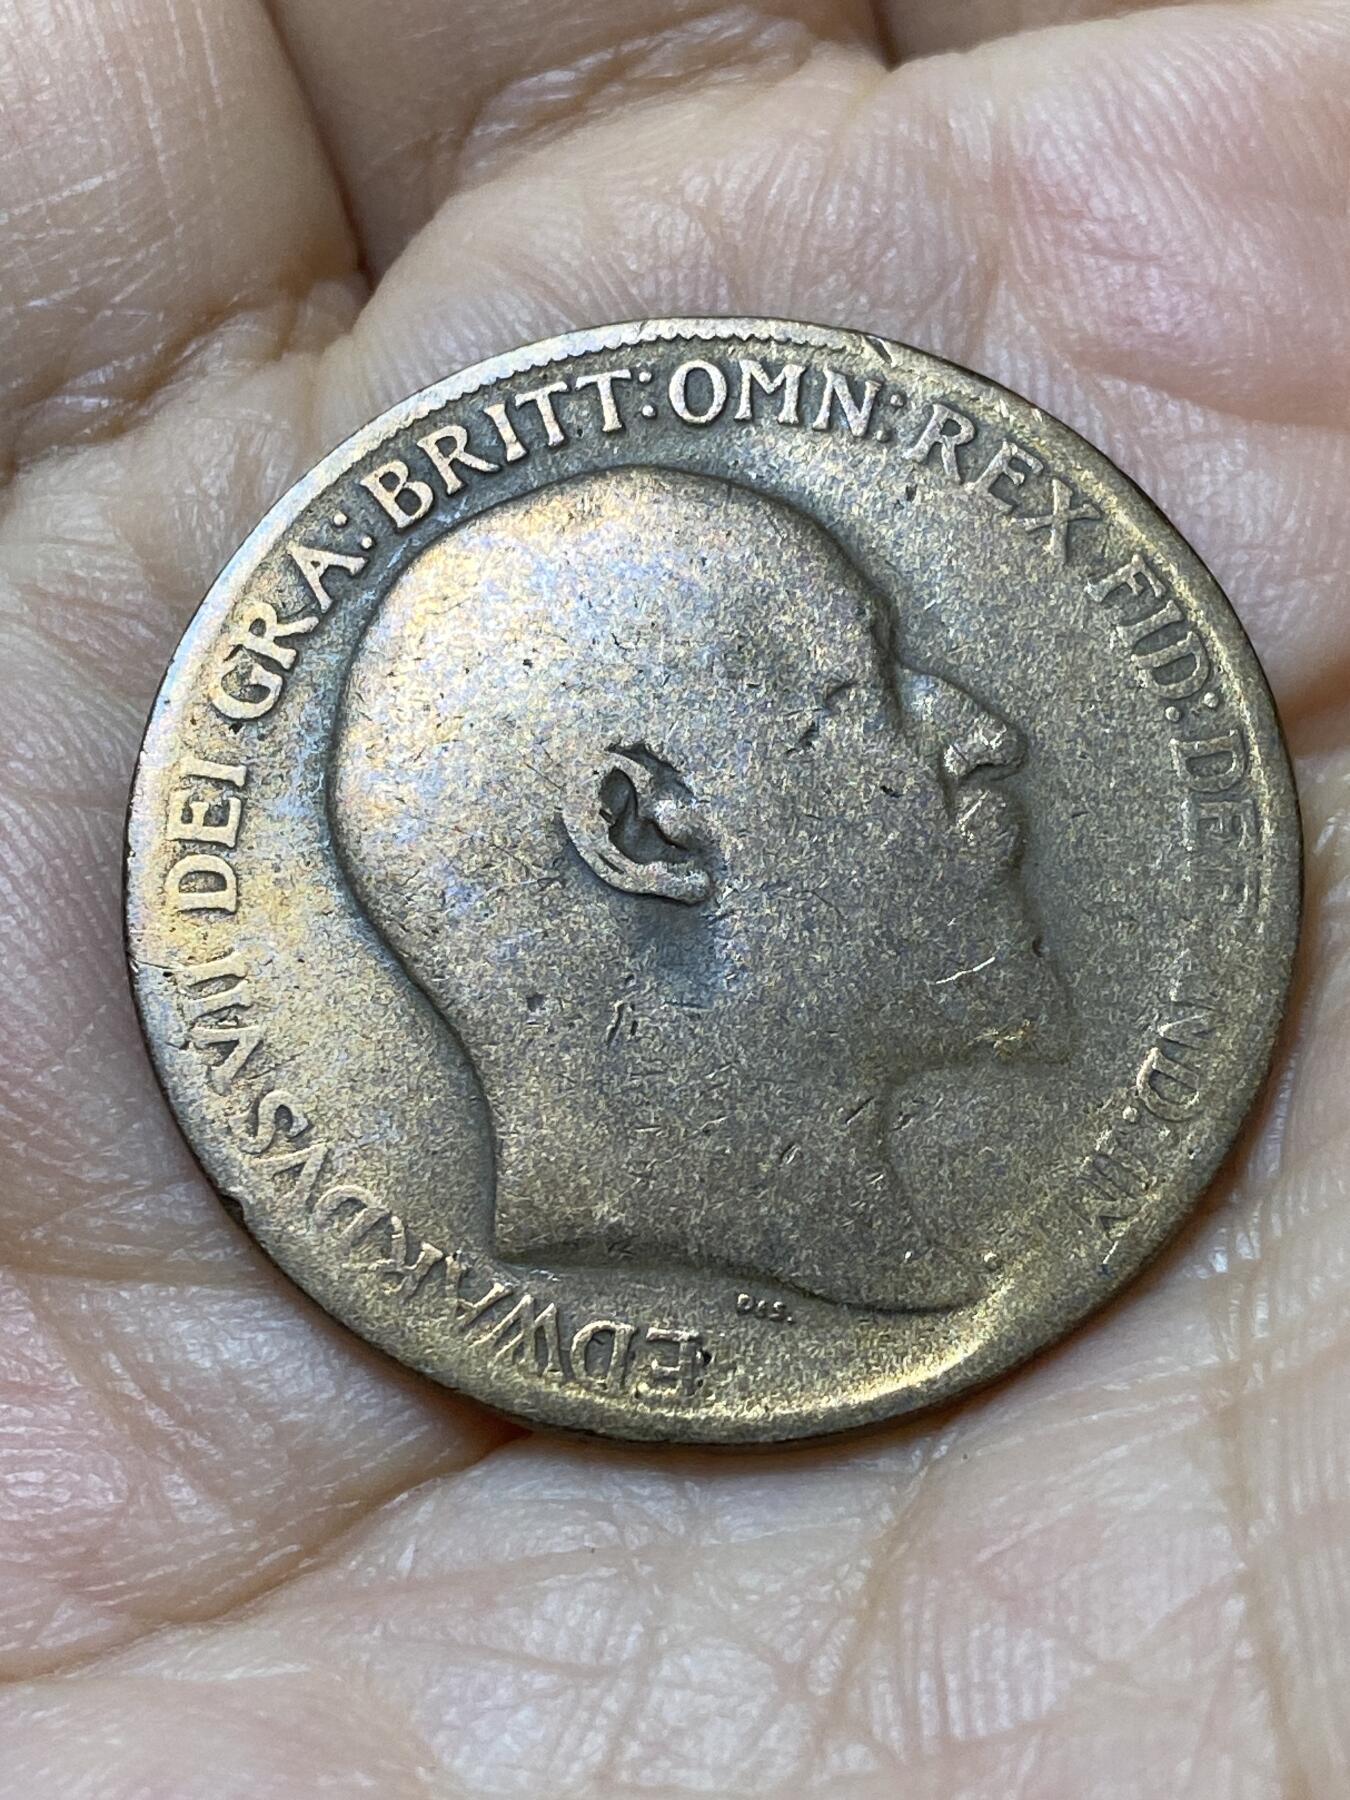 EDWARDVS VII DEI GRA: BRITT: OMN: REX FID: DEF: IND: IMP:
DES.